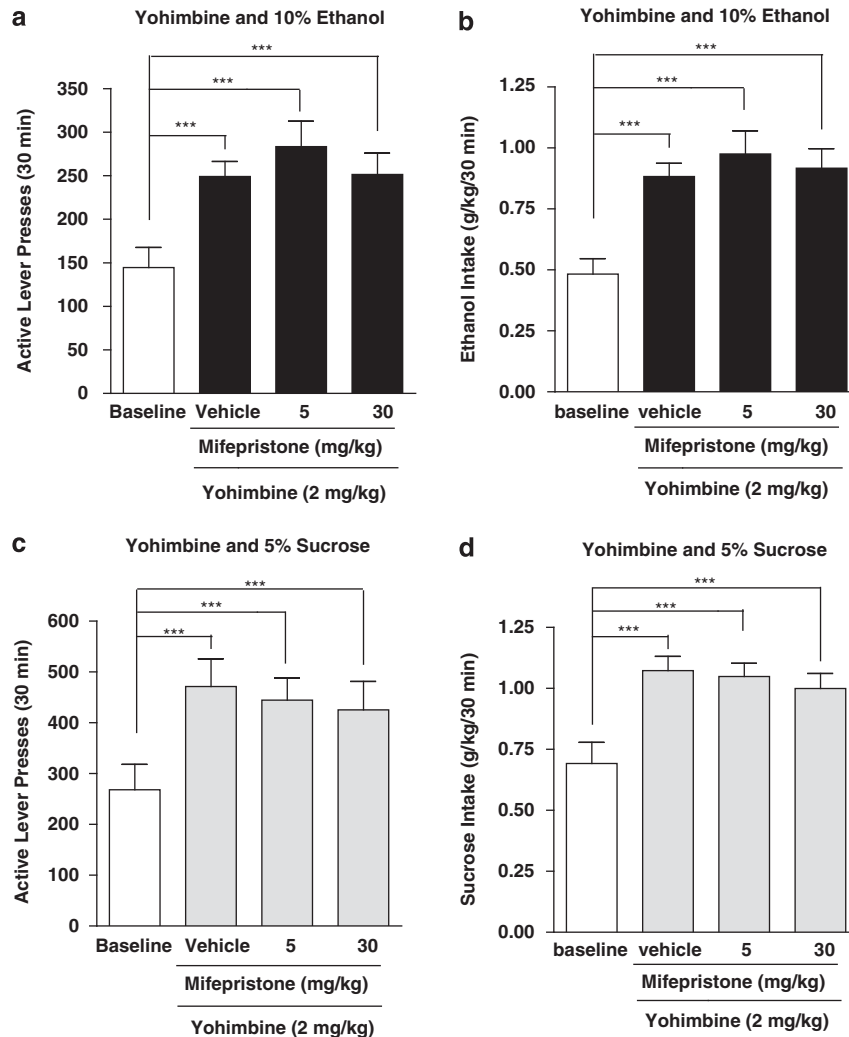 a
Yohimbine and 10% Ethanol
***
***
***
Active Lever Presses (30 min)
350
300
250
200
150
100
50
0
Baseline Vehicle 5 30
Mifepristone (mg/kg)
Yohimbine (2 mg/kg)
b
Yohimbine and 10% Ethanol
***
***
***
Ethanol Intake (g/kg/30 min)
1.25
1.00
0.75
0.50
0.25
0.00
baseline vehicle 5 30
Mifepristone (mg/kg)
Yohimbine (2 mg/kg)
c
Yohimbine and 5% Sucrose
***
***
***
Active Lever Presses (30 min)
600
500
400
300
200
100
0
Baseline Vehicle 5 30
Mifepristone (mg/kg)
Yohimbine (2 mg/kg)
d
Yohimbine and 5% Sucrose
***
***
***
Sucrose Intake (g/kg/30 min)
1.25
1.00
0.75
0.50
0.25
0.00
baseline vehicle 5 30
Mifepristone (mg/kg)
Yohimbine (2 mg/kg)